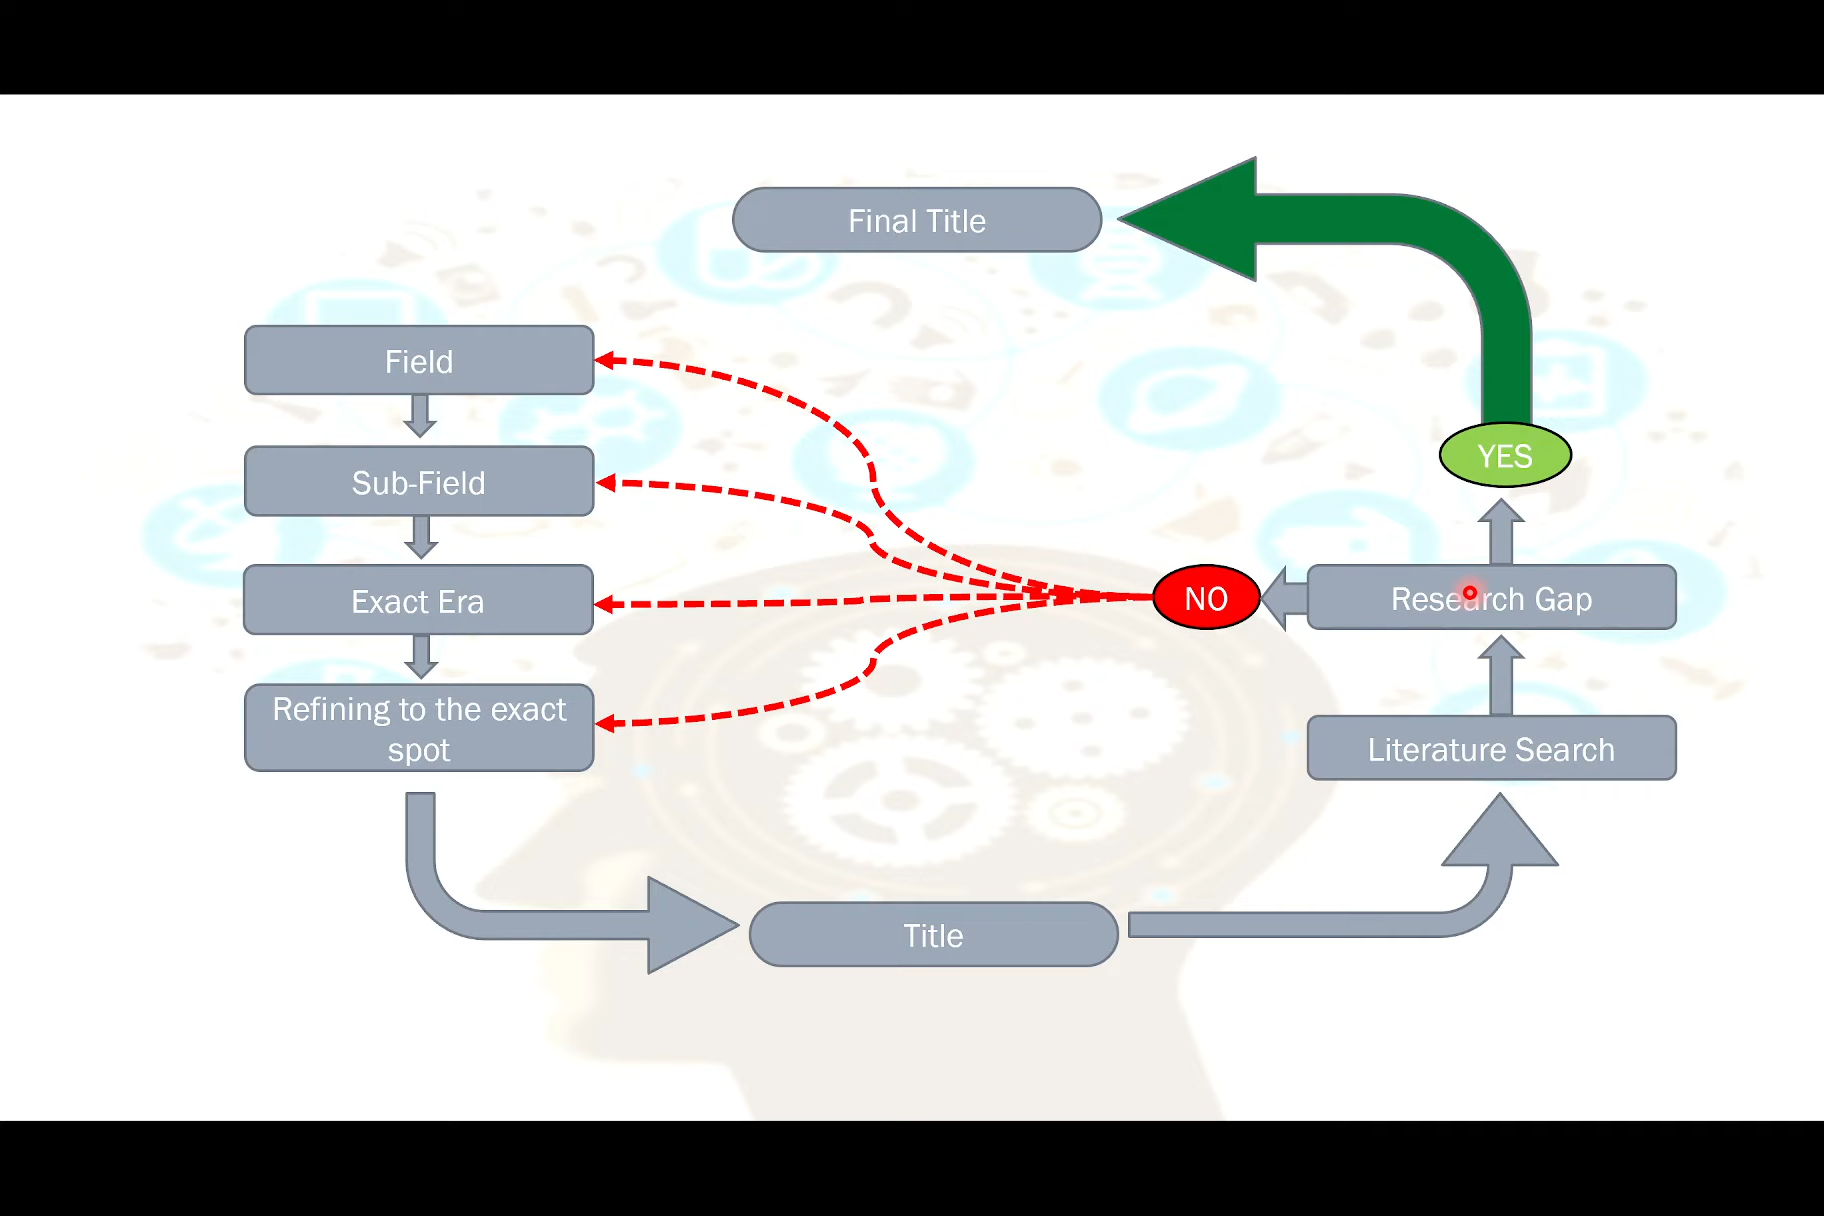 Final Title
Field
Sub-Field
Exact Era
Refining to the exact
spot
Title
Literature Search
Research Gap
NO
YES